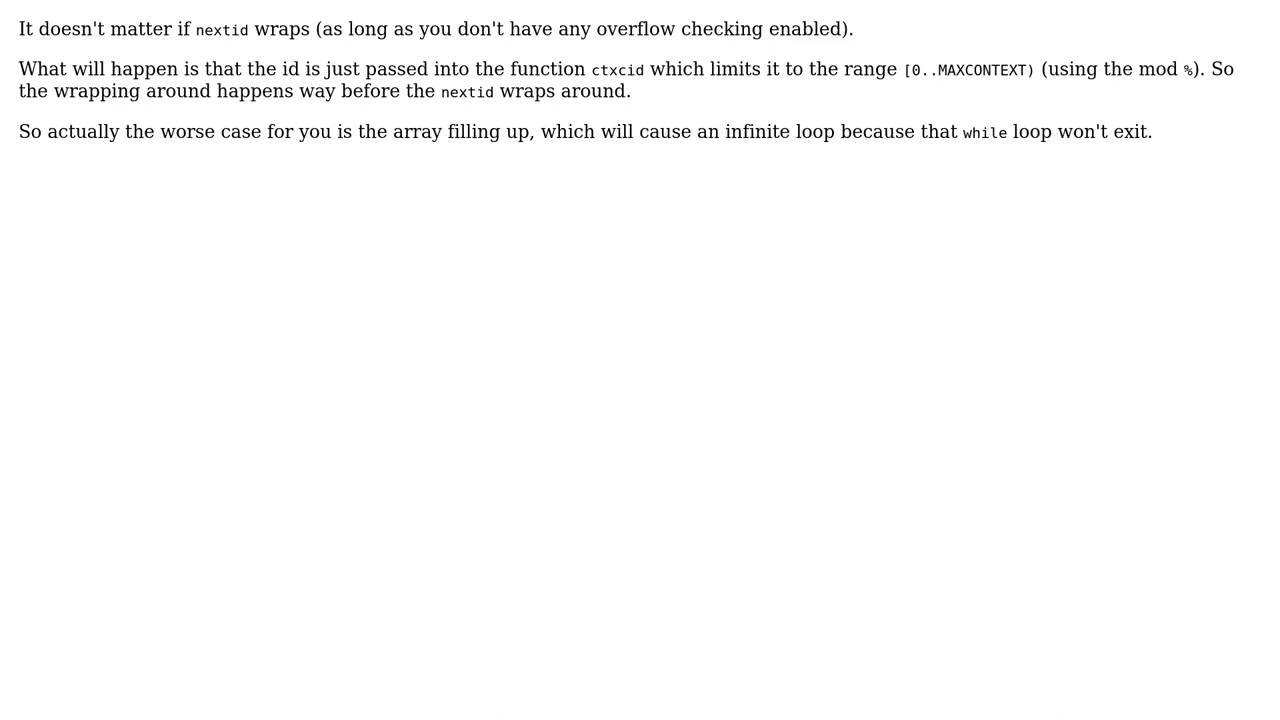 It doesn't matter if nextid wraps (as long as you don't have any overflow checking enabled).
What will happen is that the id is just passed into the function ctxcid which limits it to the range [0..MAXCONTEXT) (using the mod %). So
the wrapping around happens way before the nextid wraps around.
So actually the worse case for you is the array filling up, which will cause an infinite loop because that while loop won't exit.